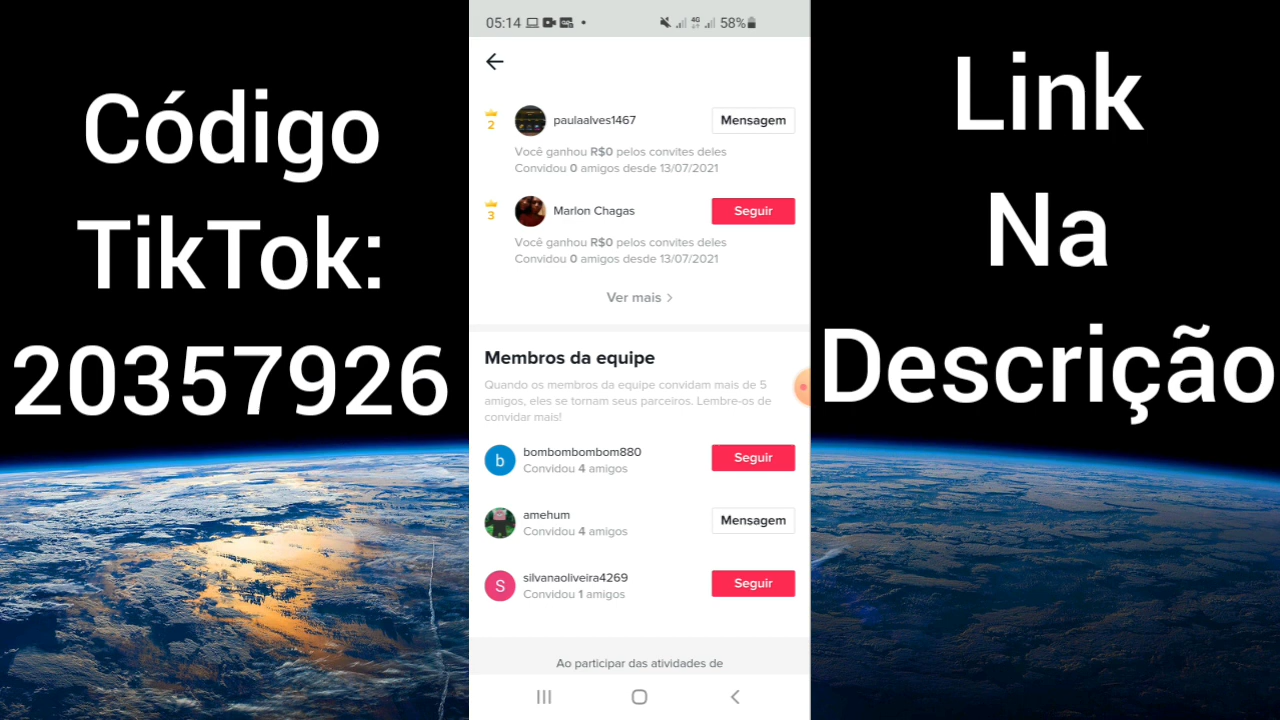 Código
TikTok:
20357926
05:14
4G
58%
2
paulaalves1467
Mensagem
Você ganhou R$0 pelos convites deles
Convidou 0 amigos desde 13/07/2021
3
Marlon Chagas
Seguir
Você ganhou R$0 pelos convites deles
Convidou 0 amigos desde 13/07/2021
Ver mais >
Membros da equipe
Quando os membros da equipe convidam mais de 5
amigos, eles se tornam seus parceiros. Lembre-os de
convidar mais!
b
bombombombom880
Seguir
Convidou 4 amigos
amehum
Mensagem
Convidou 4 amigos
S
silvanaoliveira4269
Seguir
Convidou 1 amigos
Ao participar das atividades de
Link
Na
Descrição